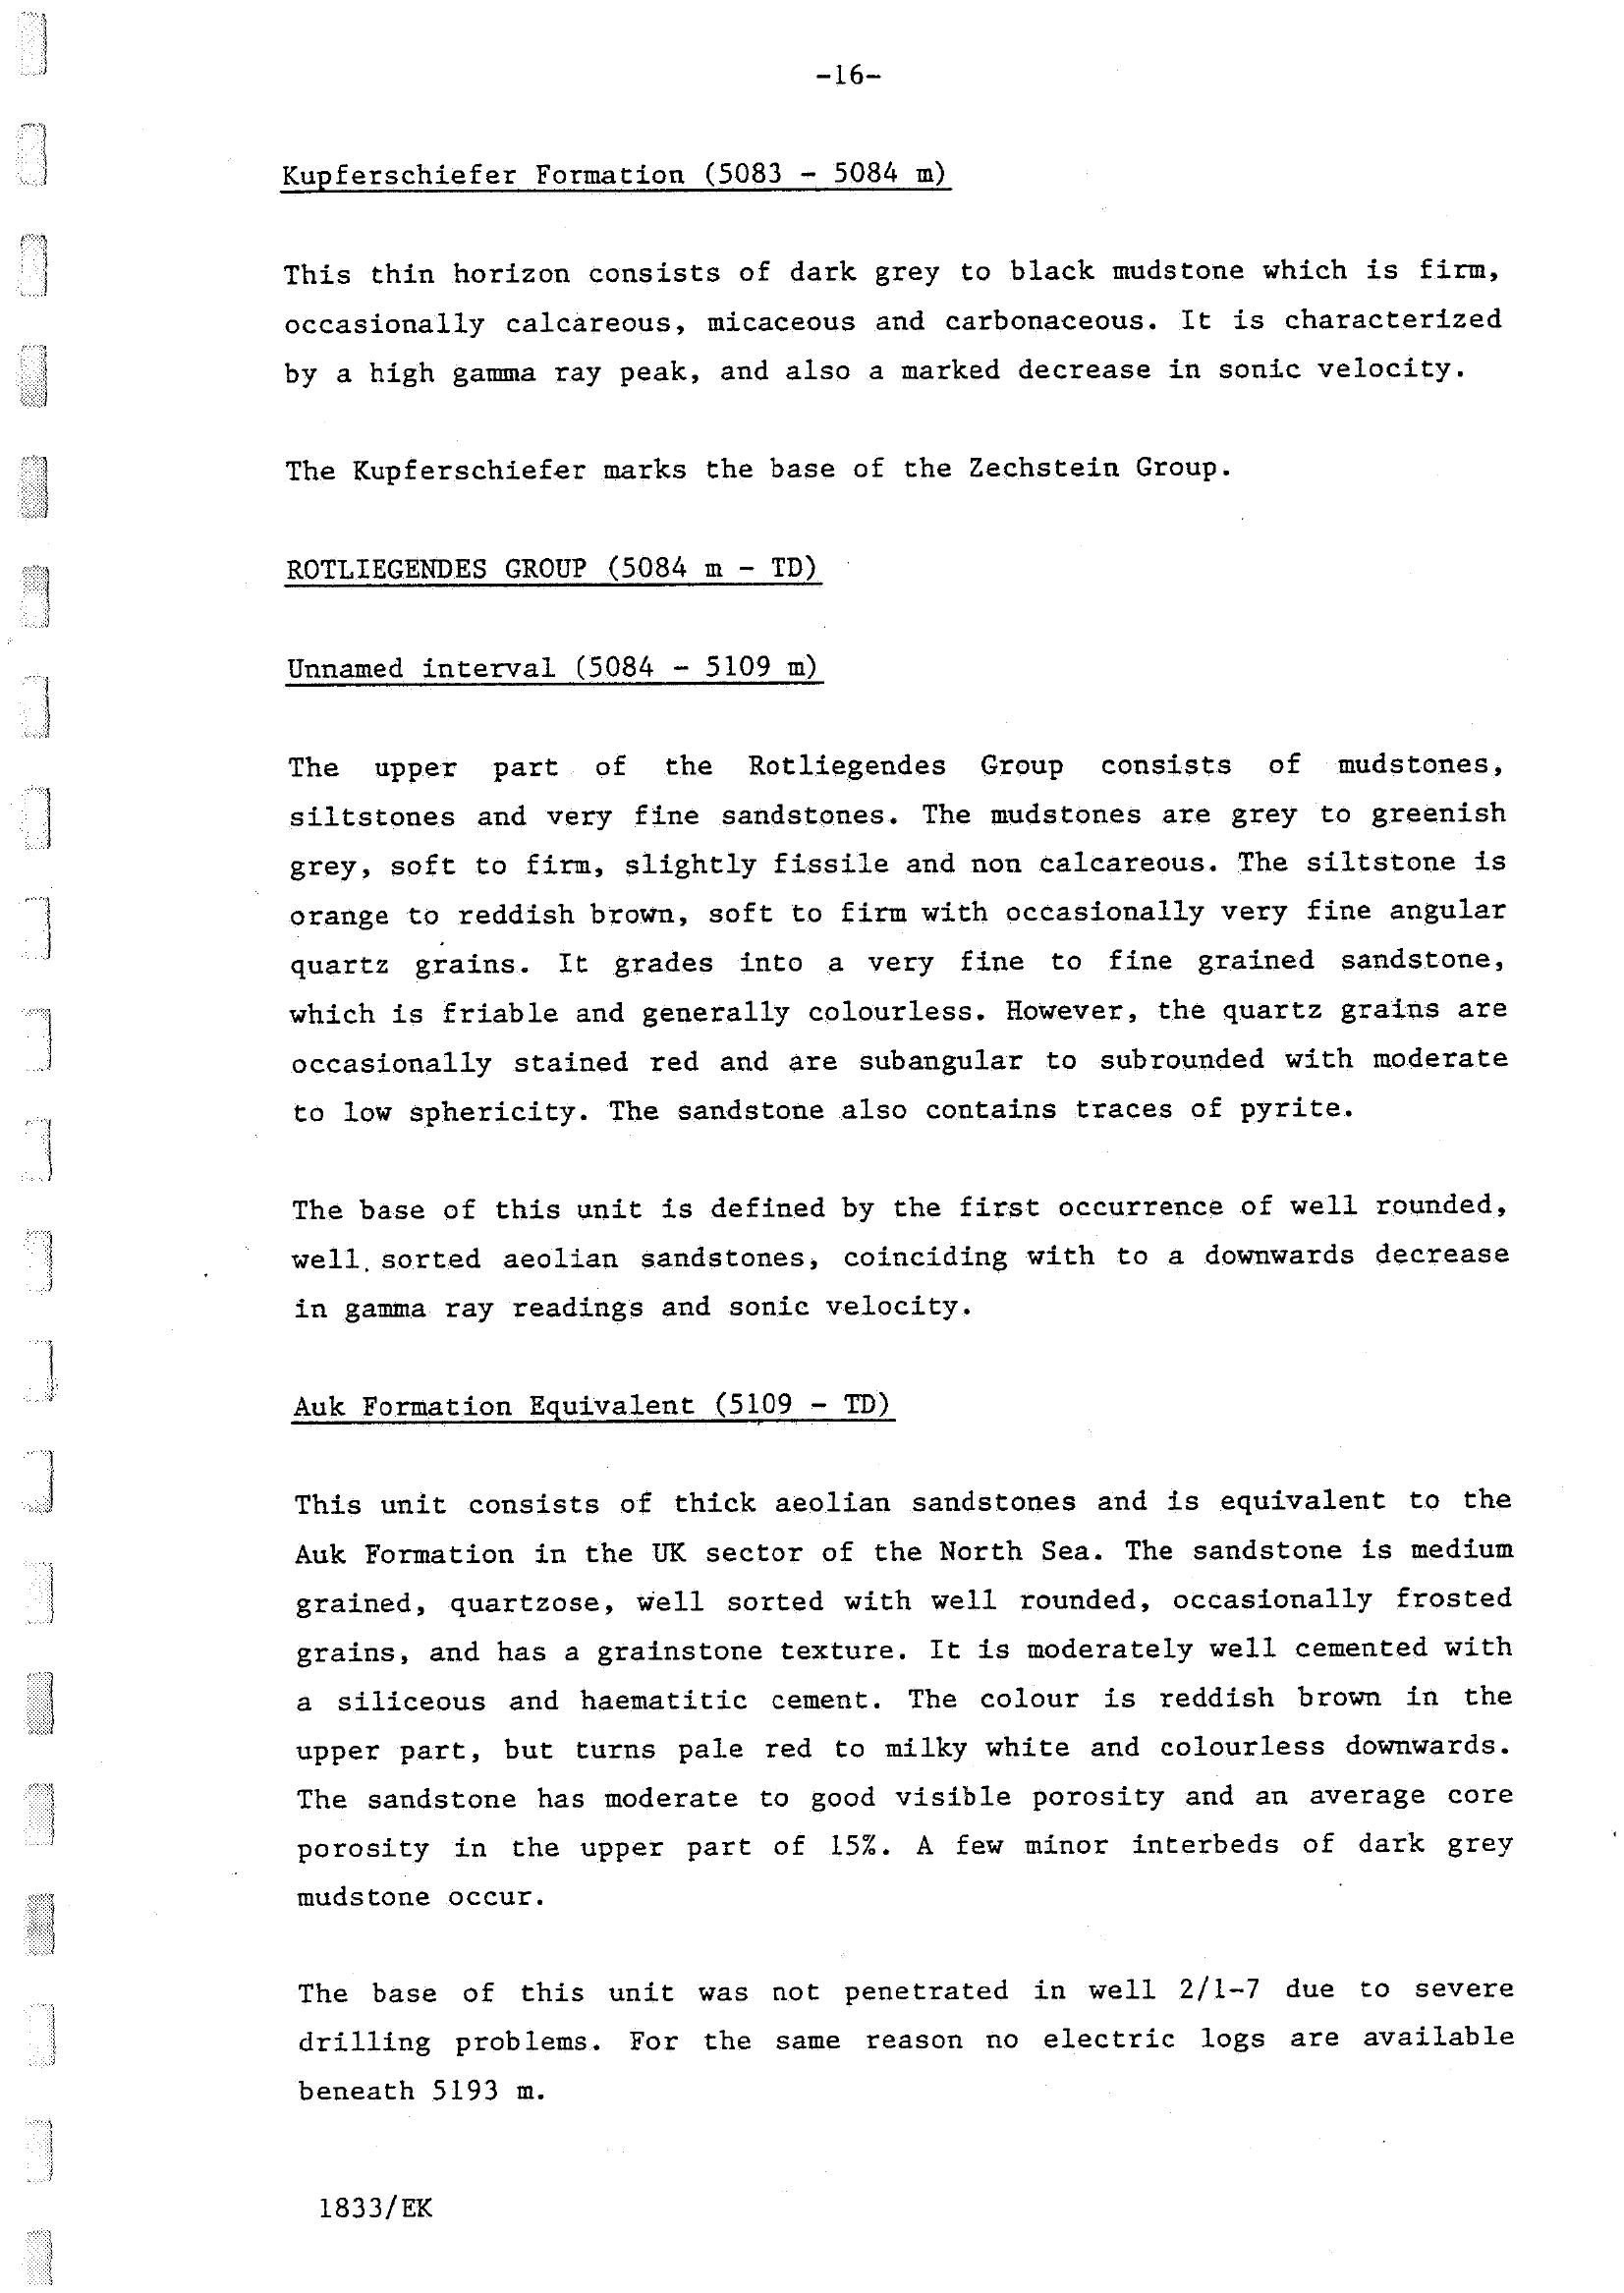 -16-
Kupferschiefer Formation (5083 - 5084 m)
This thin horizon consists of dark grey to black mudstone which is firm,
occasionally calcareous, micaceous and carbonaceous. It is characterized
by a high gamma ray peak, and also a marked decrease in sonic velocity.
The Kupferschiefer marks the base of the Zechstein Group.
ROTLIEGENDES GROUP (5084 m - TD)
Unnamed interval (5084 - 5109 m)
The upper part of the Rotliegendes Group consists of mudstones,
siltstones and very fine sandstones. The mudstones are grey to greenish
grey, soft to firm, slightly fissile and non calcareous. The siltstone is
orange to reddish brown, soft to firm with occasionally very fine angular
quartz grains. It grades into a very fine to fine grained sandstone,
which is friable and generally colourless. However, the quartz grains are
occasionally stained red and are subangular to subrounded with moderate
to low sphericity. The sandstone also contains traces of pyrite.
The base of this unit is defined by the first occurrence of well rounded,
well sorted aeolian sandstones, coinciding with to a downwards decrease
in gamma ray readings and sonic velocity.
Auk Formation Equivalent (5109 - TD)
This unit consists of thick aeolian sandstones and is equivalent to the
Auk Formation in the UK sector of the North Sea. The sandstone is medium
grained, quartzose, well sorted with well rounded, occasionally frosted
grains, and has a grainstone texture. It is moderately well cemented with
a siliceous and haematitic cement. The colour is reddish brown in the
upper part, but turns pale red to milky white and colourless downwards.
The sandstone has moderate to good visible porosity and an average core
porosity in the upper part of 15%. A few minor interbeds of dark grey
mudstone occur.
The base of this unit was not penetrated in well 2/1-7 due to severe
drilling problems. For the same reason no electric logs are available
beneath 5193 m.
1833/EK